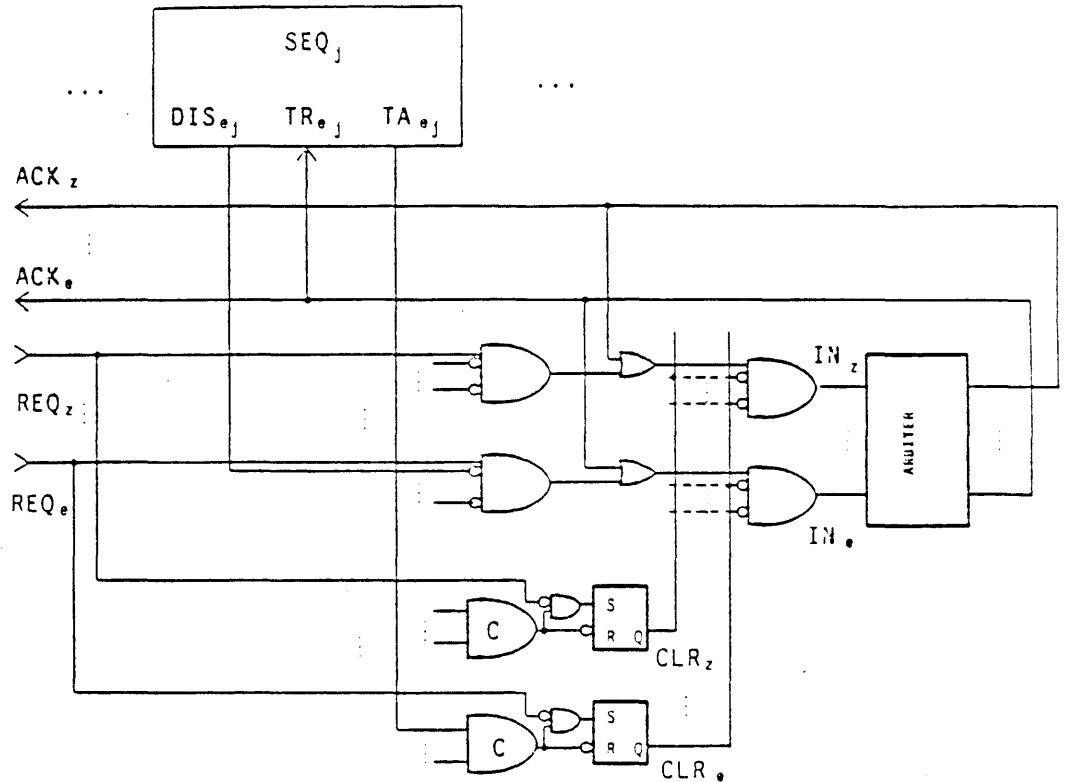 SEQj
... ...
DISej TRej TAej
ACKz
ACKe
REQz
INz
ARBITER
REQe
INe
C
S
R Q
CLRz
C
S
R Q
CLRe